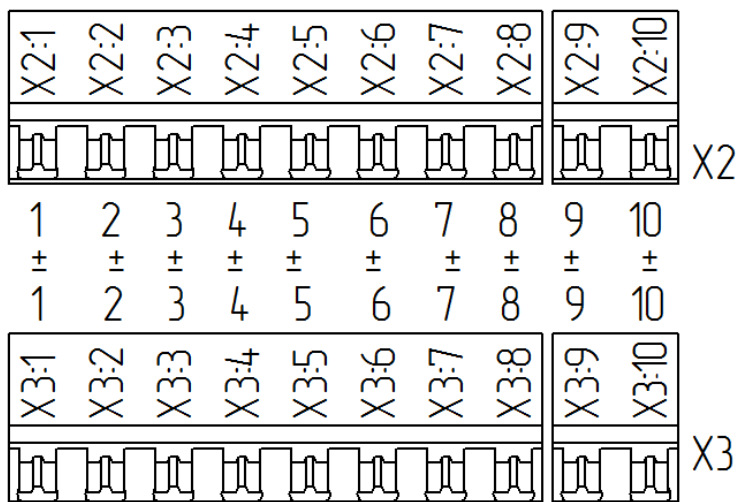 X2:1 X2:2 X2:3 X2:4 X2:5 X2:6 X2:7 X2:8 X2:9 X2:10
X2
1 2 3 4 5 6 7 8 9 10
± ± ± ± ± ± ± ± ± ±
1 2 3 4 5 6 7 8 9 10
X3:1 X3:2 X3:3 X3:4 X3:5 X3:6 X3:7 X3:8 X3:9 X3:10
X3